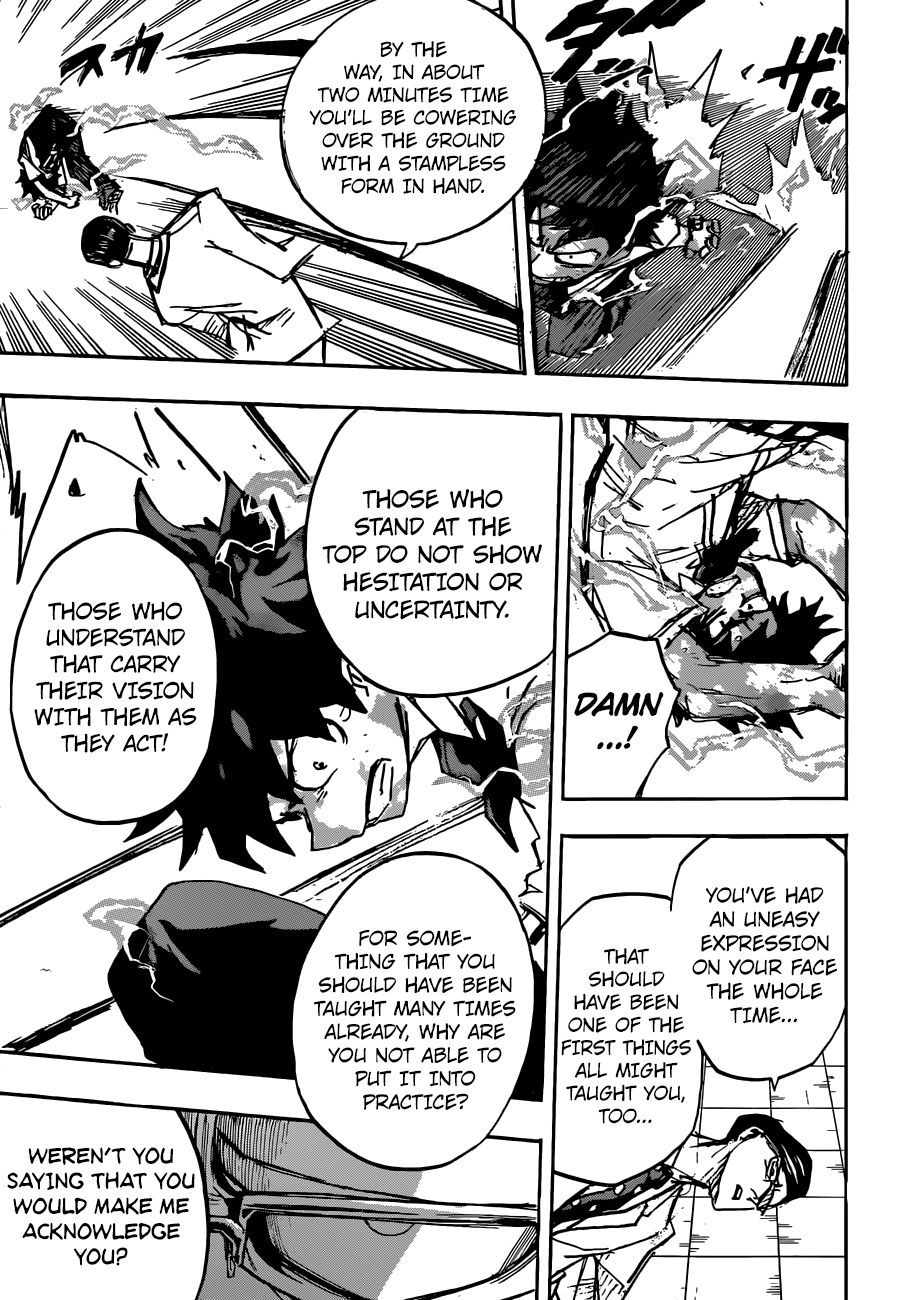 スカ
BY THE
WAY, IN ABOUT
TWO MINUTES TIME
YOU'LL BE COWERING
OVER THE GROUND
WITH A STAMPLESS
FORM IN HAND.
DAMN
...!
YOU'VE HAD
AN UNEASY
EXPRESSION
ON YOUR FACE
THE WHOLE
TIME...
THAT
SHOULD
HAVE BEEN
ONE OF THE
FIRST THINGS
ALL MIGHT
TAUGHT YOU,
TOO...
THOSE WHO
STAND AT THE
TOP DO NOT SHOW
HESITATION OR
UNCERTAINTY.
THOSE WHO
UNDERSTAND
THAT CARRY
THEIR VISION
WITH THEM AS
THEY ACT!
FOR SOME-
THING THAT YOU
SHOULD HAVE BEEN
TAUGHT MANY TIMES
ALREADY, WHY ARE
YOU NOT ABLE TO
PUT IT INTO
PRACTICE?
WEREN'T YOU
SAYING THAT YOU
WOULD MAKE ME
ACKNOWLEDGE
YOU?